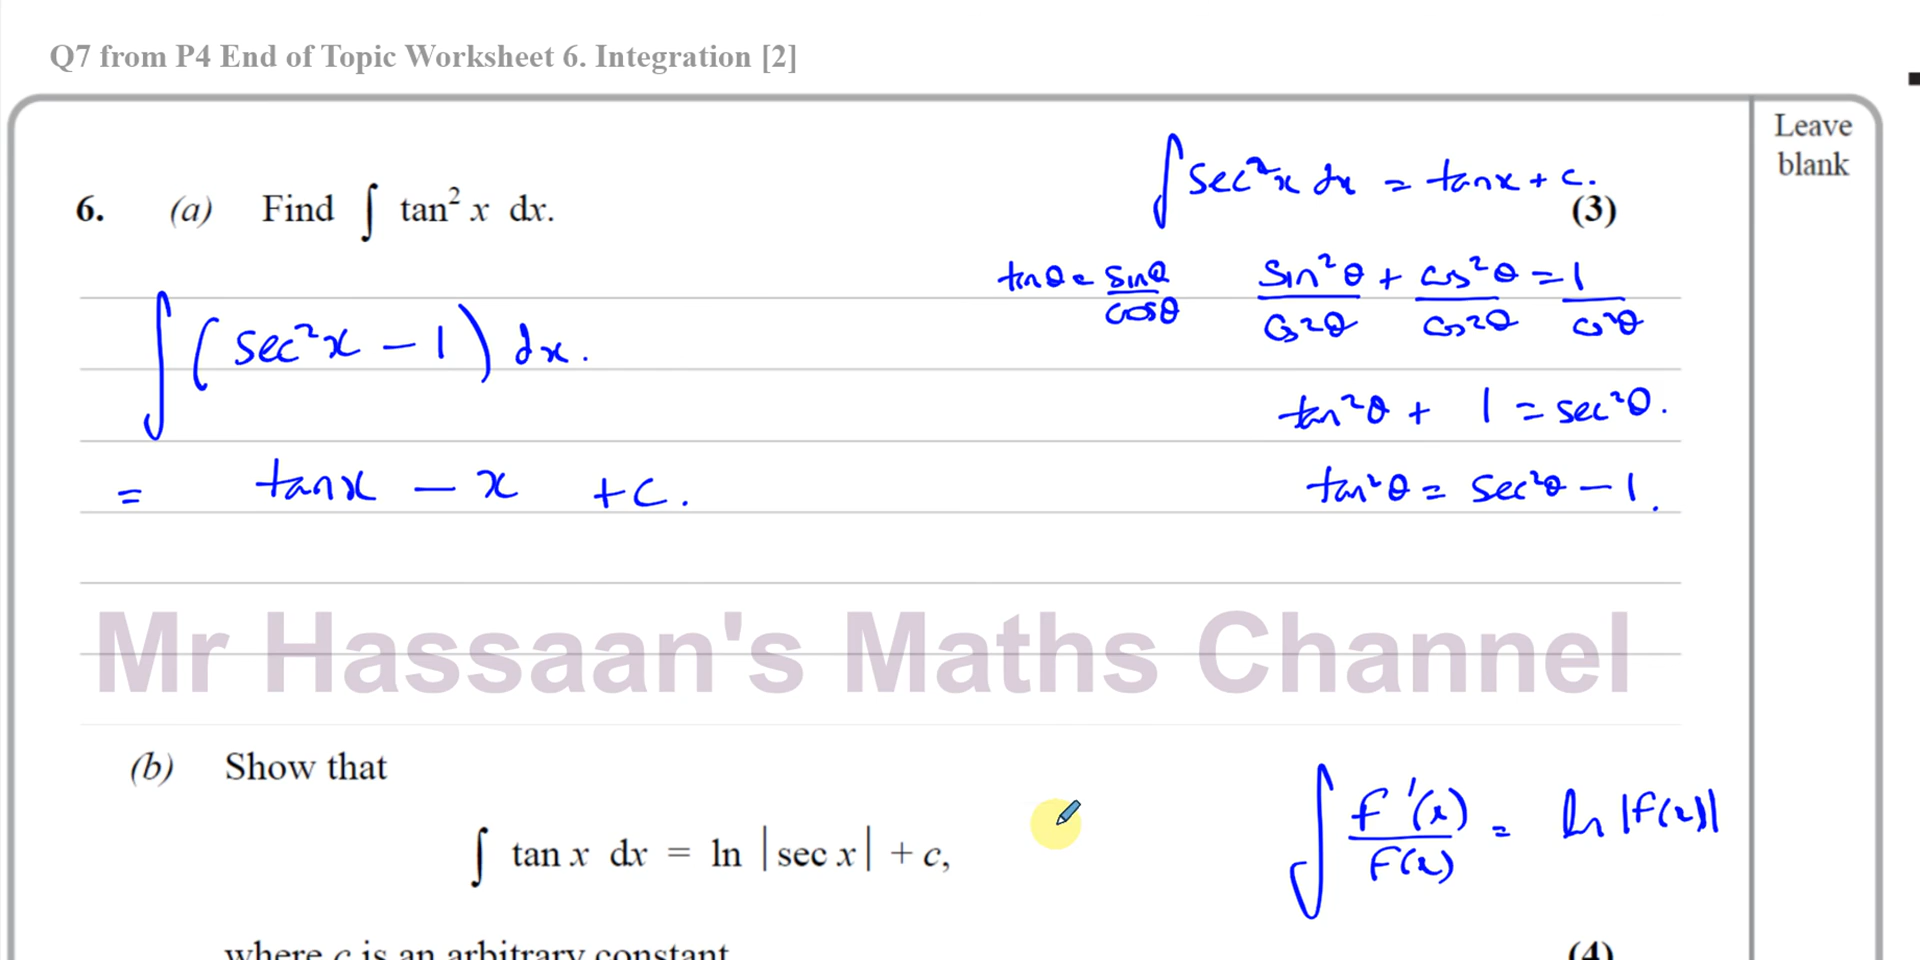 Q7 from P4 End of Topic Worksheet 6. Integration [2]
Leave
blank
∫ sec²x dx = tanx + c.
6. (a) Find ∫ tan² x dx.
(3)
tanθ = sinθ/cosθ
sin²θ/cos²θ + cos²θ/cos²θ = 1/cos²θ
∫ (sec²x − 1) dx.
tan²θ + 1 = sec²θ.
= tanx − x + c.
tan²θ = sec²θ − 1.
Mr Hassaan's Maths Channel
(b) Show that
∫ f'(x)/f(x) = ln |f(x)|
∫ tan x dx = ln |sec x| + c,
where c is an arbitrary constant
(4)